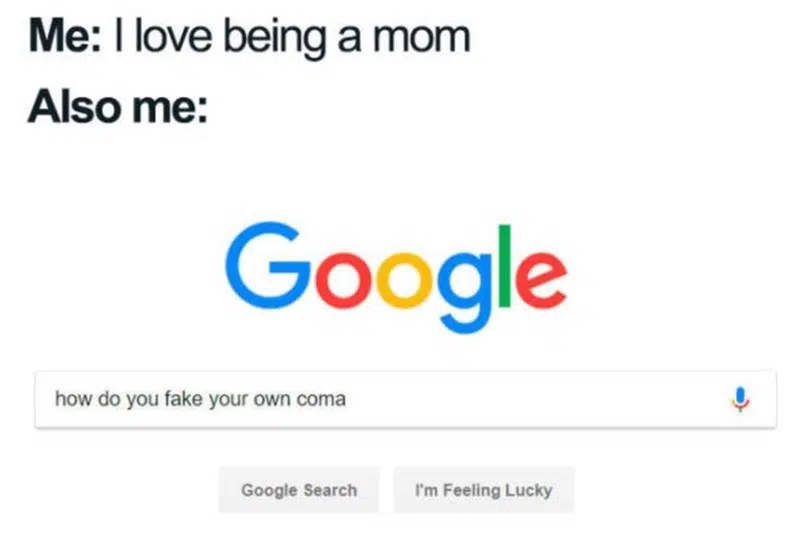 Me: I love being a mom
Also me:
Google
how do you fake your own coma
Google Search I'm Feeling Lucky